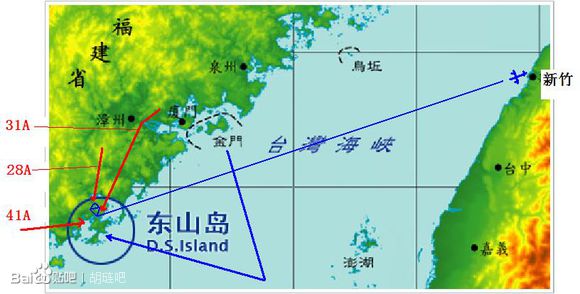 福建省
泉州
烏坵
新竹
漳州
廈門
31A
金門
台灣海峽
28A
台中
41A
东山岛
D.S.Island
嘉義
澎湖
Bai贴吧 | 胡琏吧